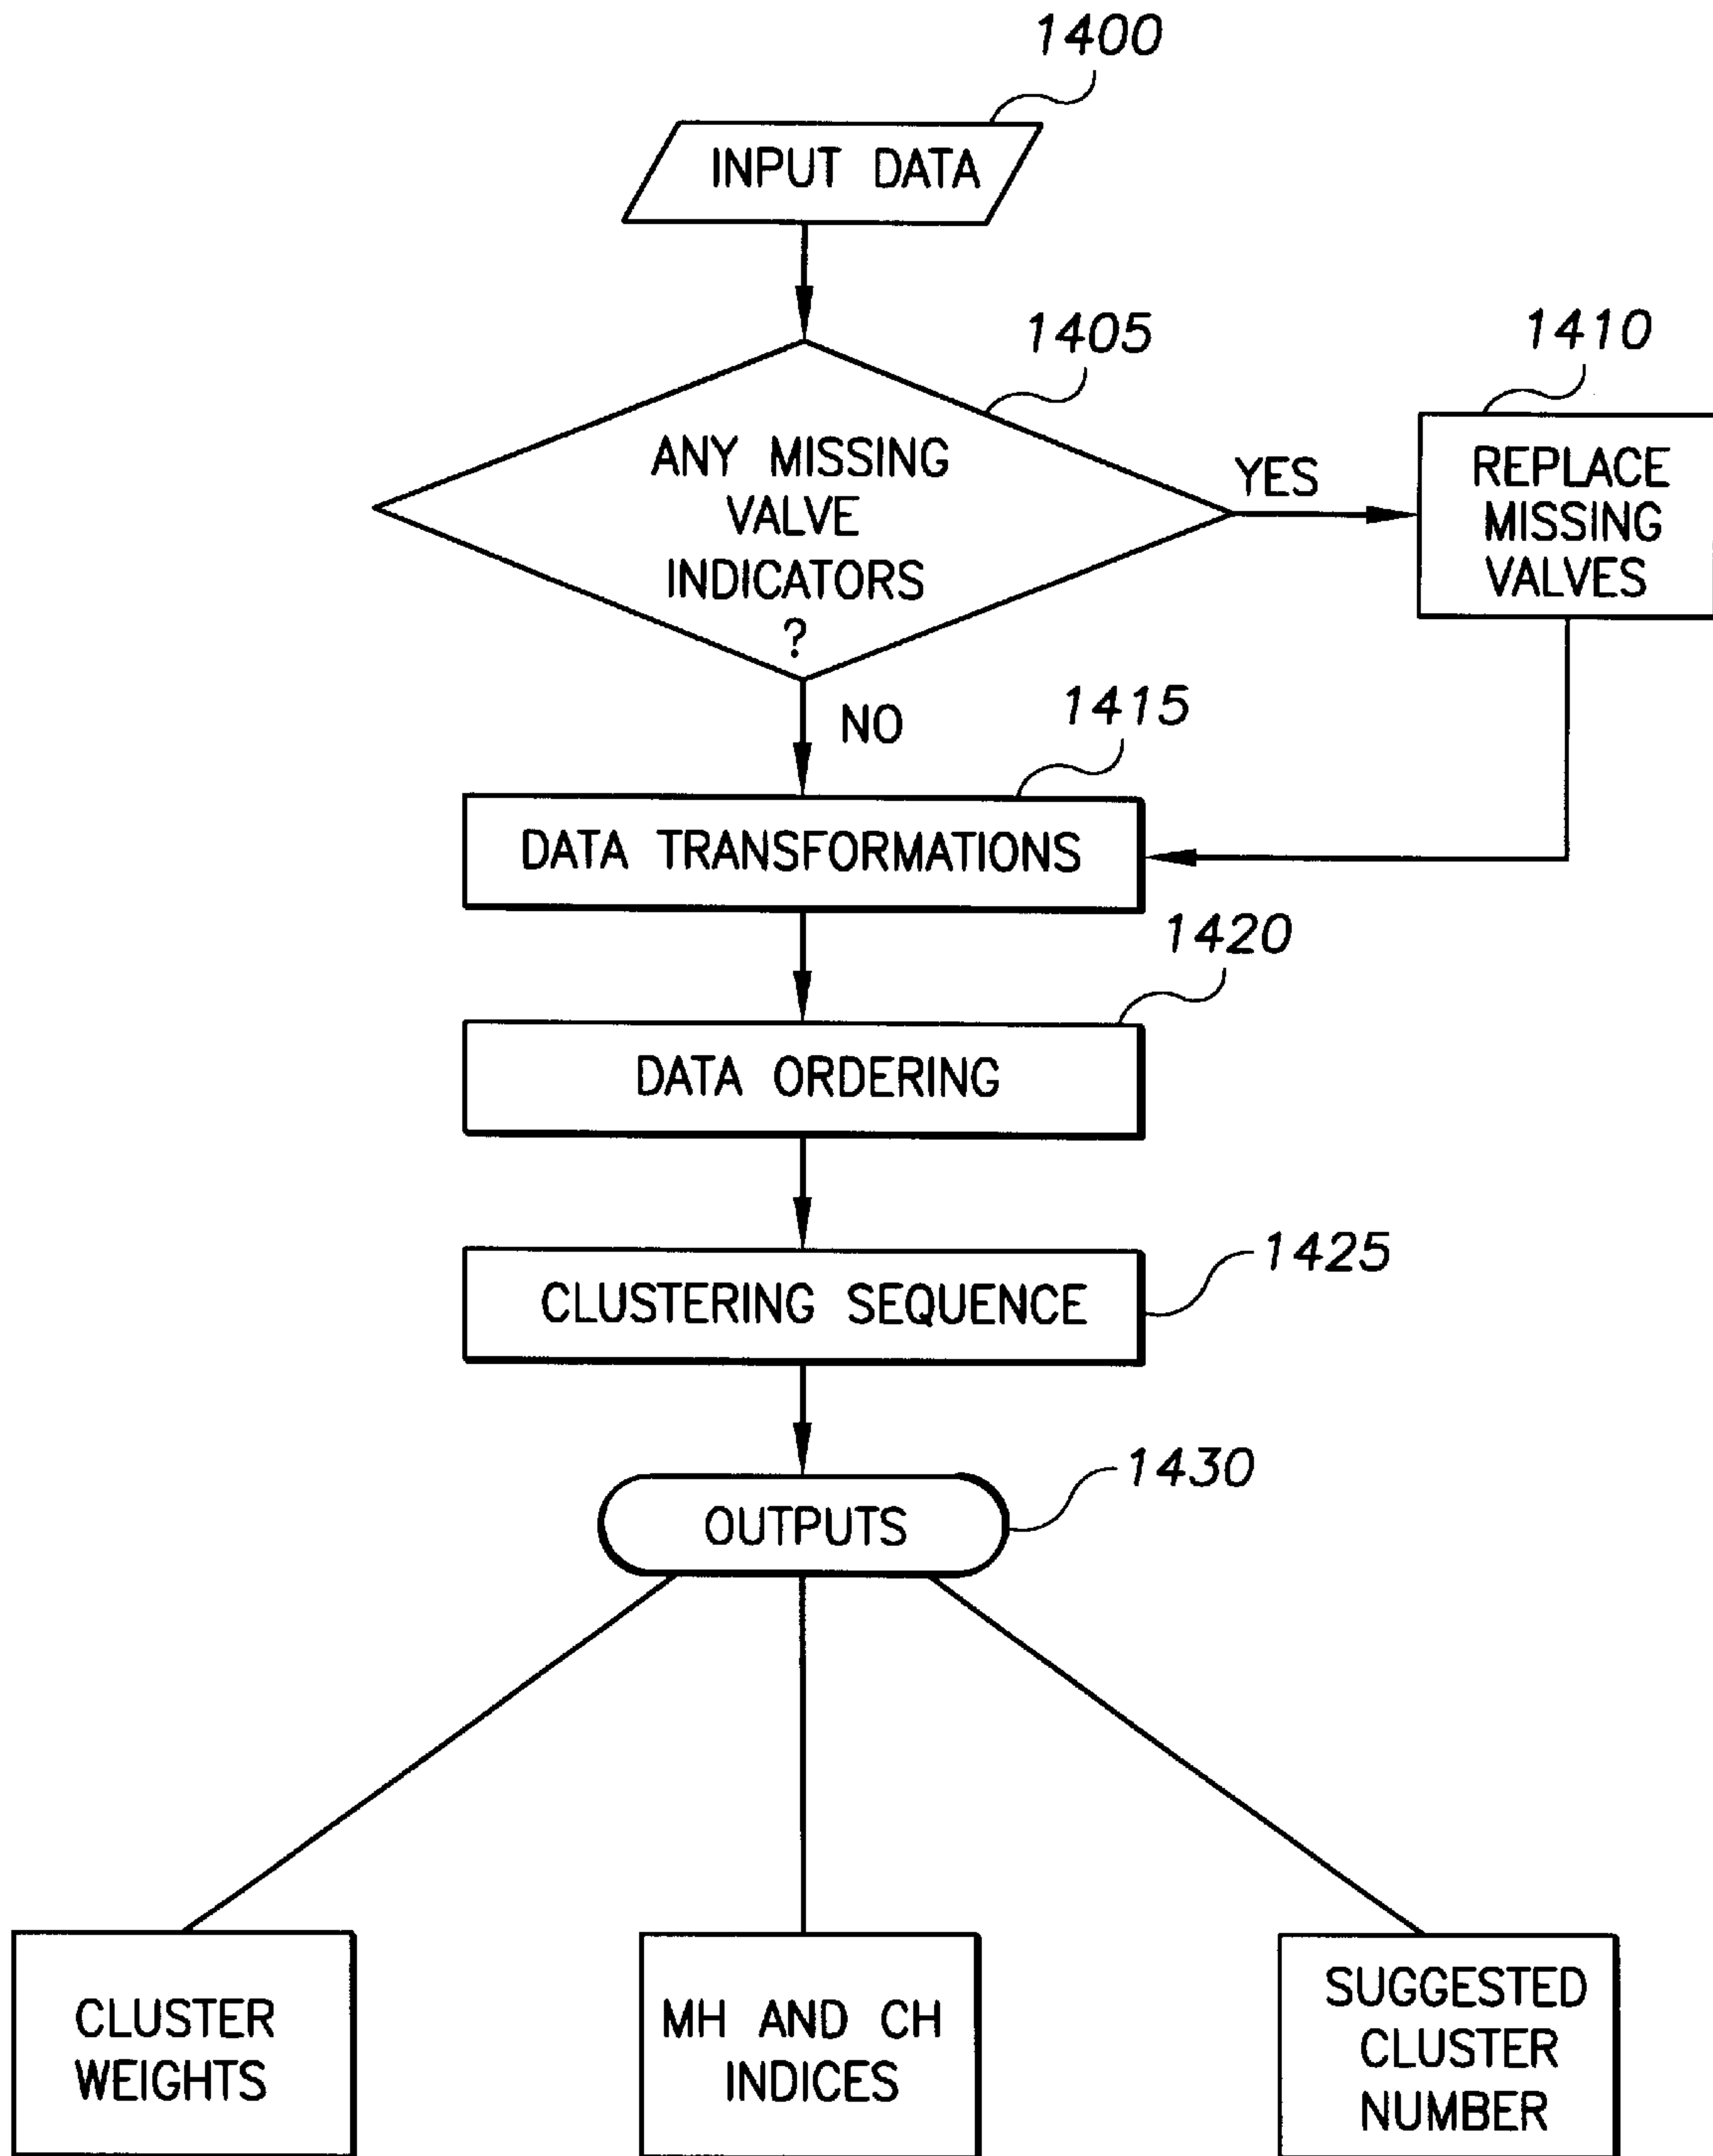 1400
INPUT DATA
1405
1410
ANY MISSING
VALVE
INDICATORS
?
YES
REPLACE
MISSING
VALVES
NO
1415
DATA TRANSFORMATIONS
1420
DATA ORDERING
1425
CLUSTERING SEQUENCE
1430
OUTPUTS
CLUSTER
WEIGHTS
MH AND CH
INDICES
SUGGESTED
CLUSTER
NUMBER